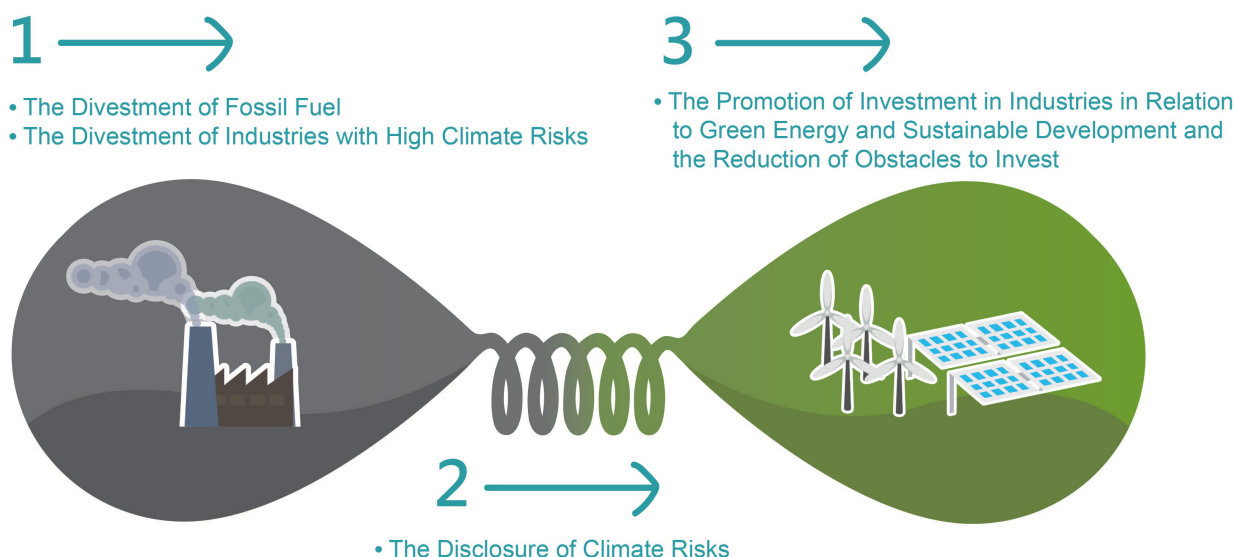 1
• The Divestment of Fossil Fuel
• The Divestment of Industries with High Climate Risks
2
• The Disclosure of Climate Risks
3
• The Promotion of Investment in Industries in Relation
to Green Energy and Sustainable Development and
the Reduction of Obstacles to Invest